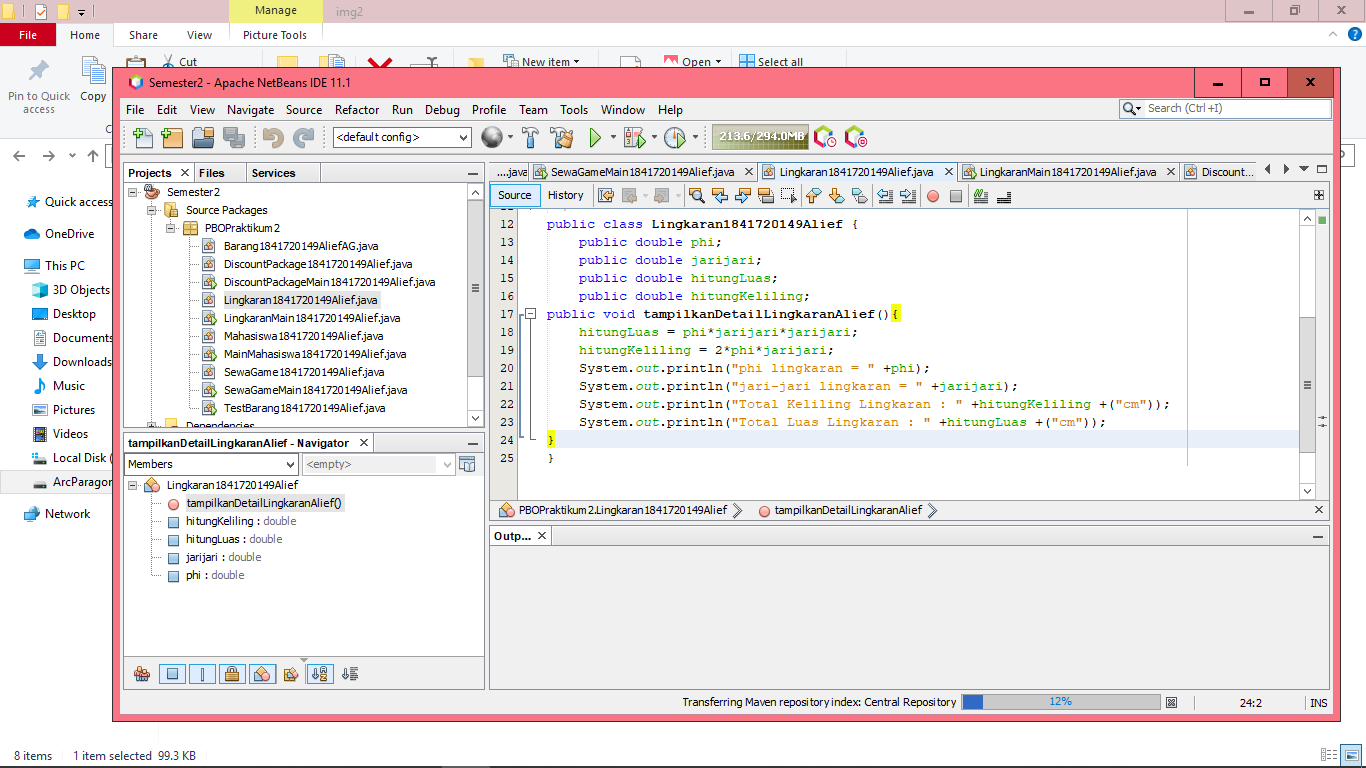 Manage
img2
File
Home
Share
View
Picture Tools
Pin to Quick
access
Copy
Cut
New item
Open
Select all
Quick access
OneDrive
This PC
3D Objects
Desktop
Documents
Downloads
Music
Pictures
Videos
Local Disk (
ArcParagor
Network
8 items
1 item selected 99.3 KB
Semester2 - Apache NetBeans IDE 11.1
File Edit View Navigate Source Refactor Run Debug Profile Team Tools Window Help
Search (Ctrl+I)
<default config>
213.6/294.0MB
Projects
Files
Services
Semester2
Source Packages
PBOPraktikum2
Barang1841720149AliefAG.java
DiscountPackage1841720149Alief.java
DiscountPackageMain1841720149Alief.java
Lingkaran1841720149Alief.java
LingkaranMain1841720149Alief.java
Mahasiswa1841720149Alief.java
MainMahasiswa1841720149Alief.java
SewaGame1841720149Alief.java
SewaGameMain1841720149Alief.java
TestBarang1841720149Alief.java
Dependencies
tampilkanDetailLingkaranAlief - Navigator
Members
<empty>
Lingkaran1841720149Alief
tampilkanDetailLingkaranAlief()
hitungKeliling : double
hitungLuas : double
jarijari : double
phi : double
....java
SewaGameMain1841720149Alief.java
Lingkaran1841720149Alief.java
LingkaranMain1841720149Alief.java
Discount...
Source
History
12 public class Lingkaran1841720149Alief {
13 public double phi;
14 public double jarijari;
15 public double hitungLuas;
16 public double hitungKeliling;
17 public void tampilkanDetailLingkaranAlief(){
18 hitungLuas = phi*jarijari*jarijari;
19 hitungKeliling = 2*phi*jarijari;
20 System.out.println("phi lingkaran = " +phi);
21 System.out.println("jari-jari lingkaran = " +jarijari);
22 System.out.println("Total Keliling Lingkaran : " +hitungKeliling +("cm"));
23 System.out.println("Total Luas Lingkaran : " +hitungLuas +("cm"));
24 }
25 }
PBOPraktikum2.Lingkaran1841720149Alief
tampilkanDetailLingkaranAlief
Outp...
Transferring Maven repository index: Central Repository
12%
24:2
INS